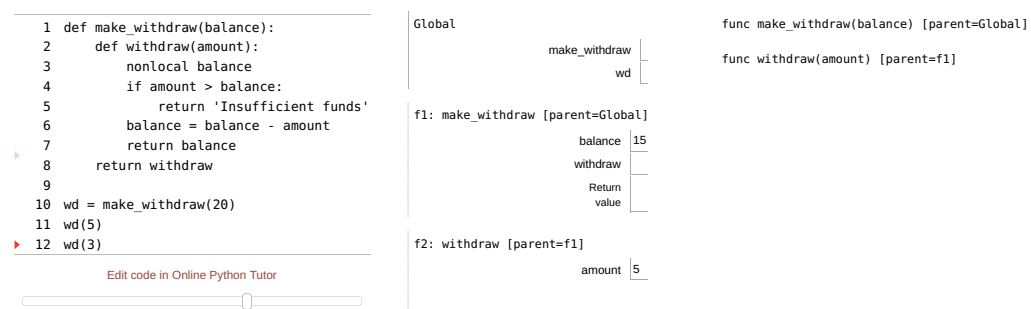 1 def make_withdraw(balance):
2     def withdraw(amount):
3         nonlocal balance
4         if amount > balance:
5             return 'Insufficient funds'
6         balance = balance - amount
7         return balance
8     return withdraw
9
10 wd = make_withdraw(20)
11 wd(5)
12 wd(3)
Edit code in Online Python Tutor
Global
make_withdraw
wd
f1: make_withdraw [parent=Global]
balance 15
withdraw
Return
value
f2: withdraw [parent=f1]
amount 5
func make_withdraw(balance) [parent=Global]
func withdraw(amount) [parent=f1]